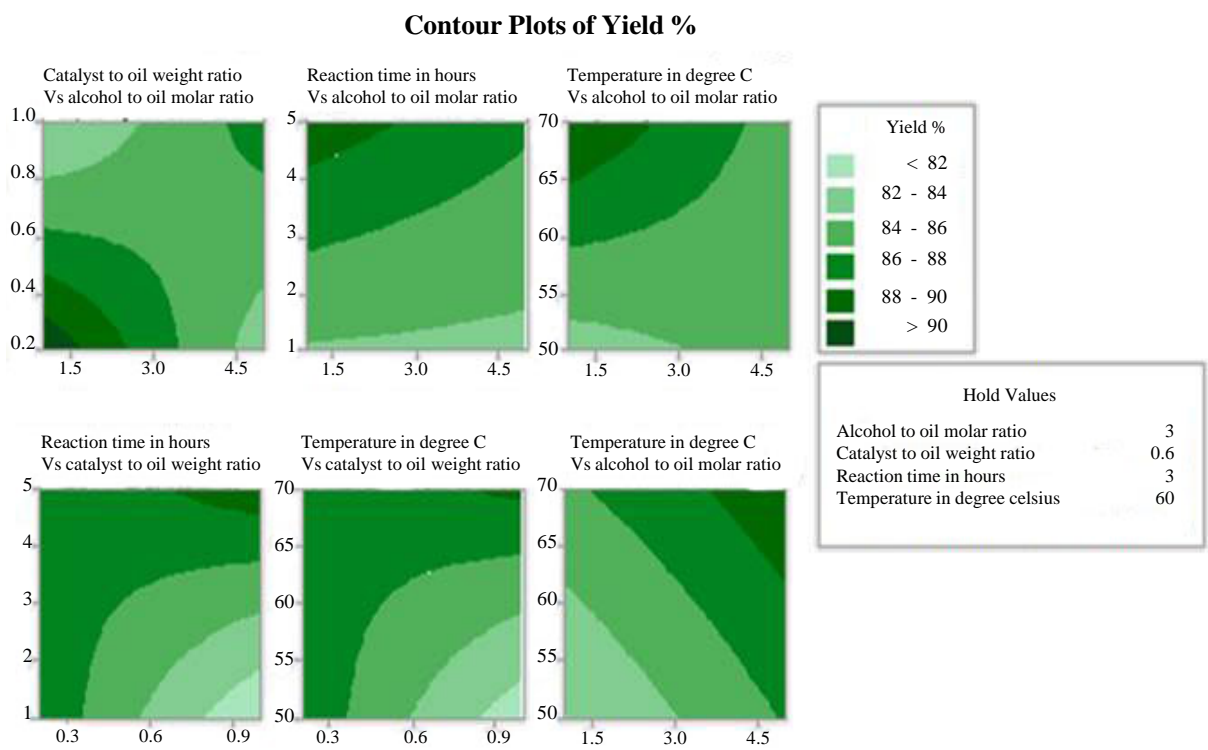 Contour Plots of Yield %
Catalyst to oil weight ratio
Vs alcohol to oil molar ratio
1.0
0.8
0.6
0.4
0.2
1.5 3.0 4.5
Reaction time in hours
Vs alcohol to oil molar ratio
5
4
3
2
1
1.5 3.0 4.5
Temperature in degree C
Vs alcohol to oil molar ratio
70
65
60
55
50
1.5 3.0 4.5
Yield %
< 82
82 - 84
84 - 86
86 - 88
88 - 90
> 90
Reaction time in hours
Vs catalyst to oil weight ratio
5
4
3
2
1
0.3 0.6 0.9
Temperature in degree C
Vs catalyst to oil weight ratio
70
65
60
55
50
0.3 0.6 0.9
Temperature in degree C
Vs alcohol to oil molar ratio
70
65
60
55
50
1.5 3.0 4.5
Hold Values
Alcohol to oil molar ratio 3
Catalyst to oil weight ratio 0.6
Reaction time in hours 3
Temperature in degree celsius 60